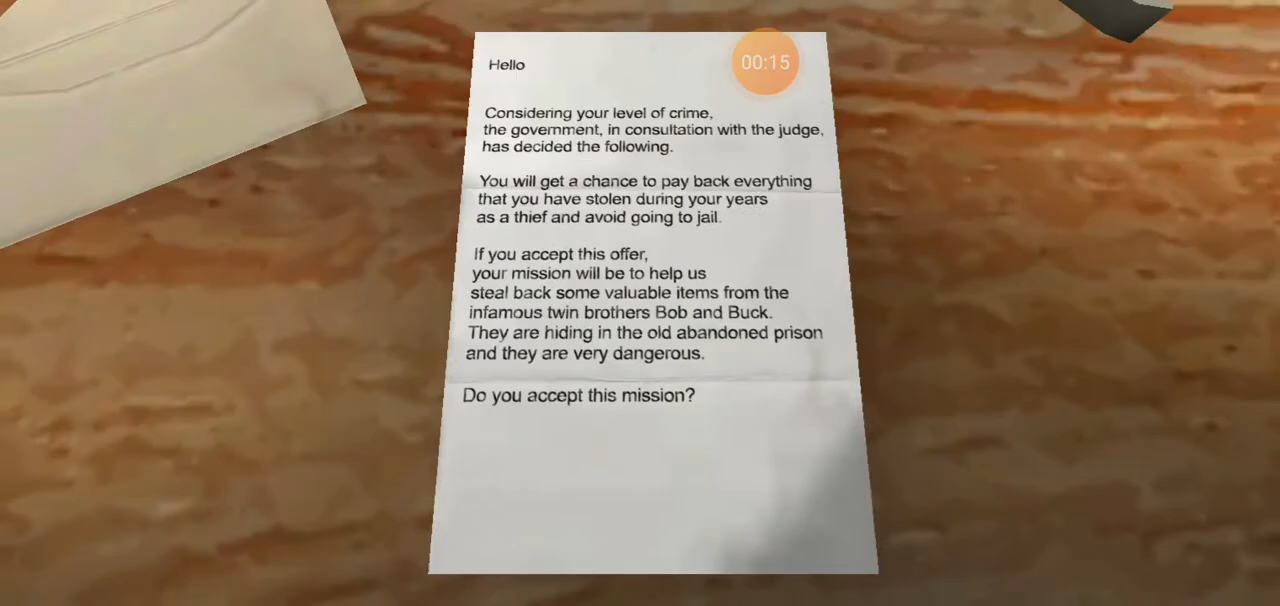 Hello
00:15
Considering your level of crime,
the government, in consultation with the judge,
has decided the following.
You will get a chance to pay back everything
that you have stolen during your years
as a thief and avoid going to jail.
If you accept this offer,
your mission will be to help us
steal back some valuable items from the
infamous twin brothers Bob and Buck.
They are hiding in the old abandoned prison
and they are very dangerous.
Do you accept this mission?